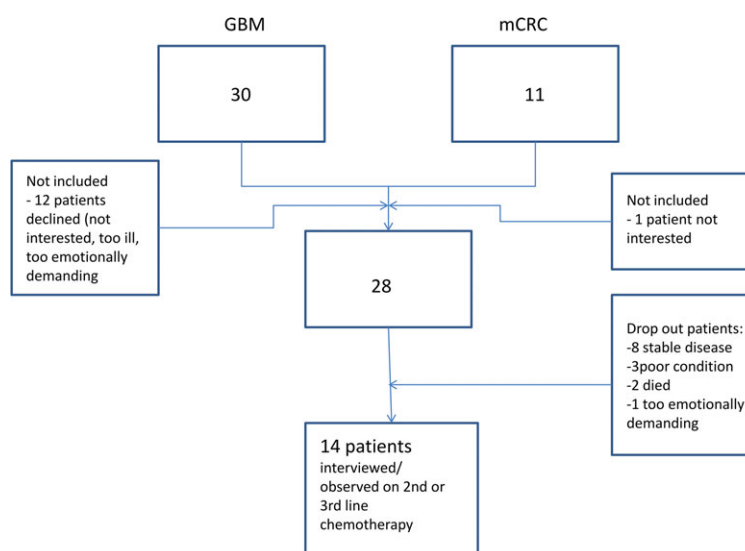 GBM
mCRC
30
11
Not included
- 12 patients
declined (not
interested, too ill,
too emotionally
demanding
Not included
- 1 patient not
interested
28
Drop out patients:
-8 stable disease
-3poor condition
-2 died
-1 too emotionally
demanding
14 patients
interviewed/
observed on 2nd or
3rd line
chemotherapy